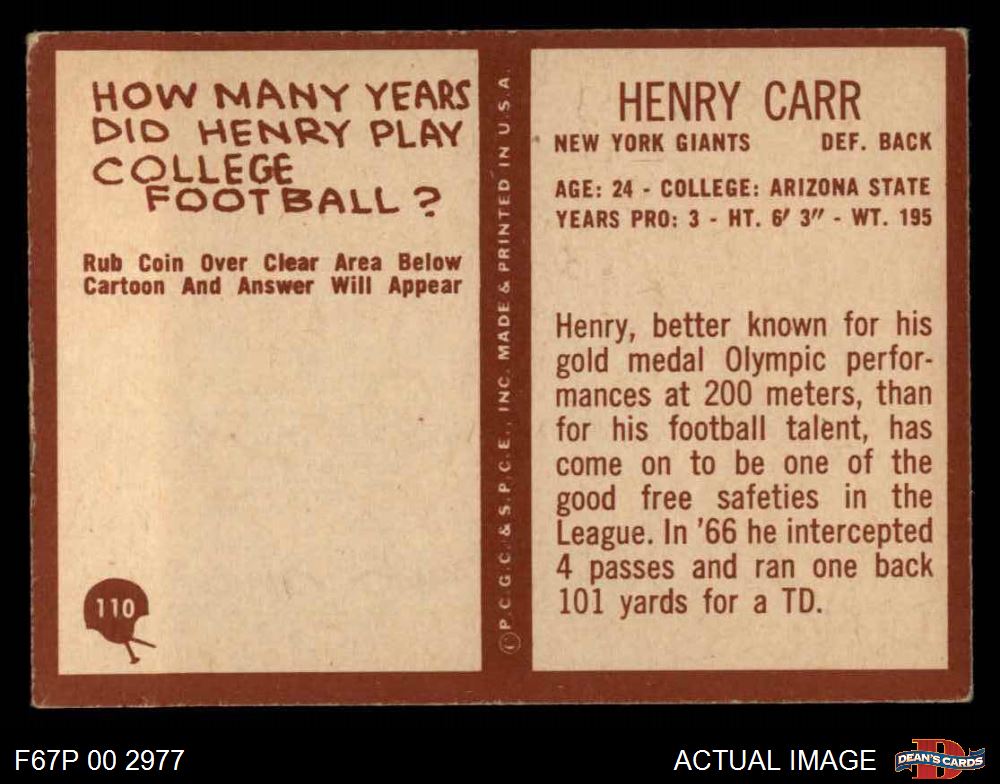 HOW MANY YEARS
DID HENRY PLAY
COLLEGE
FOOTBALL?
Rub Coin Over Clear Area Below
Cartoon And Answer Will Appear
110
© P.C.G.C. & S.P.C.E., INC. MADE & PRINTED IN U.S.A.
HENRY CARR
NEW YORK GIANTS DEF. BACK
AGE: 24 - COLLEGE: ARIZONA STATE
YEARS PRO: 3 - HT. 6' 3" - WT. 195
Henry, better known for his
gold medal Olympic perfor-
mances at 200 meters, than
for his football talent, has
come on to be one of the
good free safeties in the
League. In '66 he intercepted
4 passes and ran one back
101 yards for a TD.
F67P 00 2977
ACTUAL IMAGE
D
DEAN'S CARDS